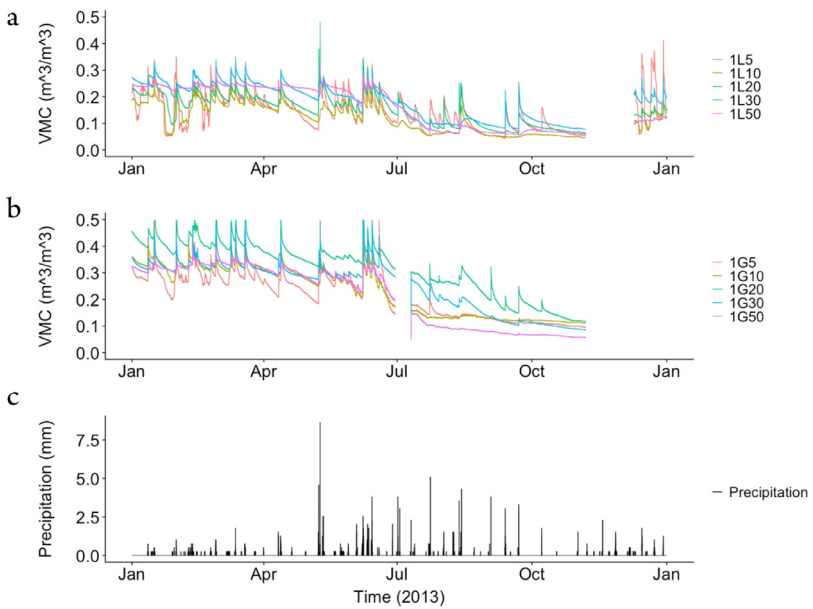 a
VMC (m^3/m^3)
0.5
0.4
0.3
0.2
0.1
0.0
Jan Apr Jul Oct Jan
1L5
1L10
1L20
1L30
1L50
b
VMC (m^3/m^3)
0.5
0.4
0.3
0.2
0.1
0.0
Jan Apr Jul Oct Jan
1G5
1G10
1G20
1G30
1G50
c
Precipitation (mm)
7.5
5.0
2.5
0.0
Jan Apr Jul Oct Jan
Time (2013)
Precipitation